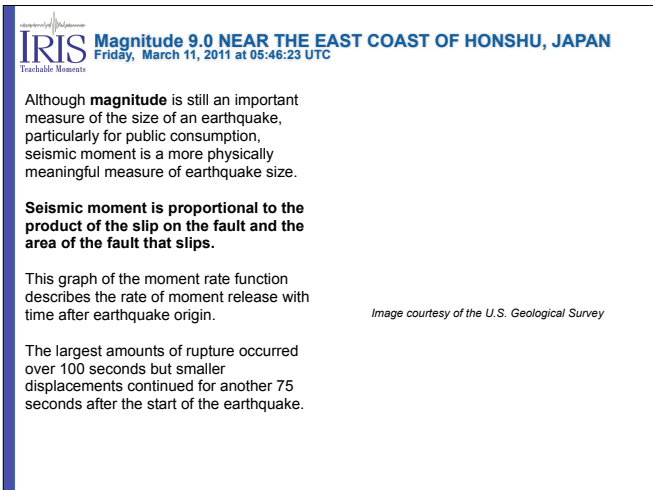 IRIS
Teachable Moments
Magnitude 9.0 NEAR THE EAST COAST OF HONSHU, JAPAN
Friday, March 11, 2011 at 05:46:23 UTC
Although magnitude is still an important
measure of the size of an earthquake,
particularly for public consumption,
seismic moment is a more physically
meaningful measure of earthquake size.
Seismic moment is proportional to the
product of the slip on the fault and the
area of the fault that slips.
This graph of the moment rate function
describes the rate of moment release with
time after earthquake origin.
Image courtesy of the U.S. Geological Survey
The largest amounts of rupture occurred
over 100 seconds but smaller
displacements continued for another 75
seconds after the start of the earthquake.